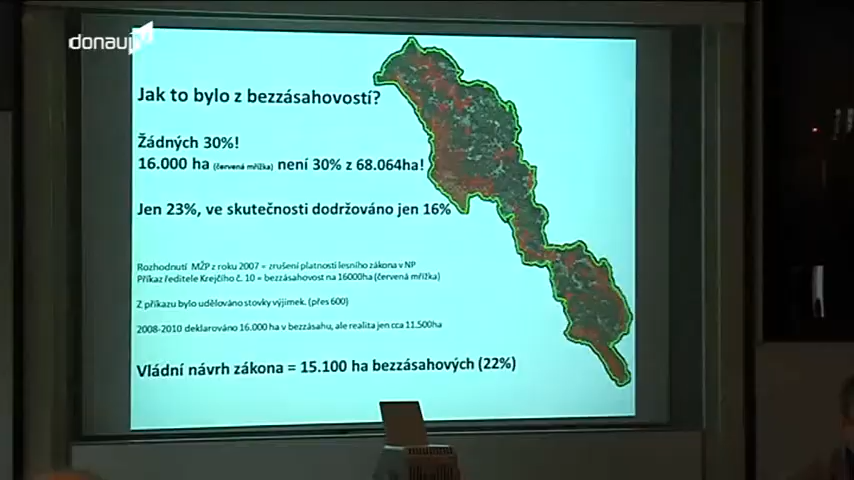 donau
Jak to bylo z bezzásahovostí?
Žádných 30%!
16.000 ha (červená mřížka) není 30% z 68.064ha!
Jen 23%, ve skutečnosti dodržováno jen 16%
Rozhodnutí MŽP z roku 2007 = zrušení platnosti lesního zákona v NP
Příkaz ředitele Krejčího č. 10 = bezzásahovost na 16000ha (červená mřížka)
Z příkazu bylo udělováno stovky výjimek. (přes 600)
2008-2010 deklarováno 16.000 ha v bezzásahu, ale realita jen cca 11.500ha
Vládní návrh zákona = 15.100 ha bezzásahových (22%)